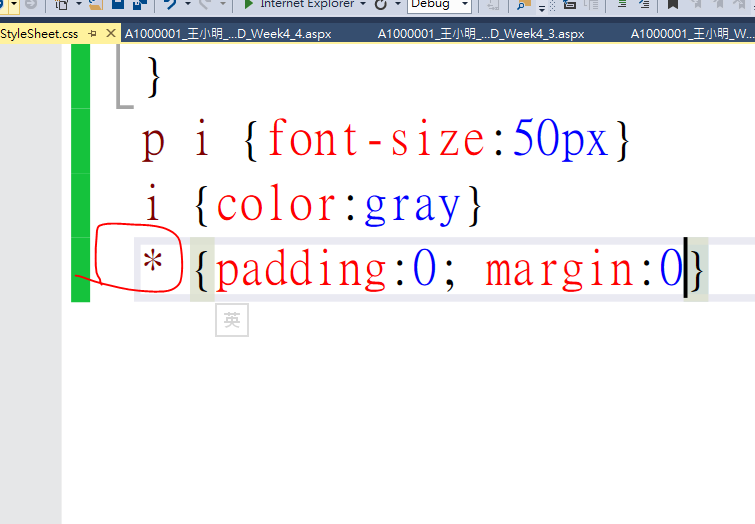 Internet Explorer Debug
StyleSheet.css A1000001_王小明_...D_Week4_4.aspx A1000001_王小明_...D_Week4_3.aspx A1000001_王小明_W...
}
p i {font-size:50px}
i {color:gray}
* {padding:0; margin:0}
英